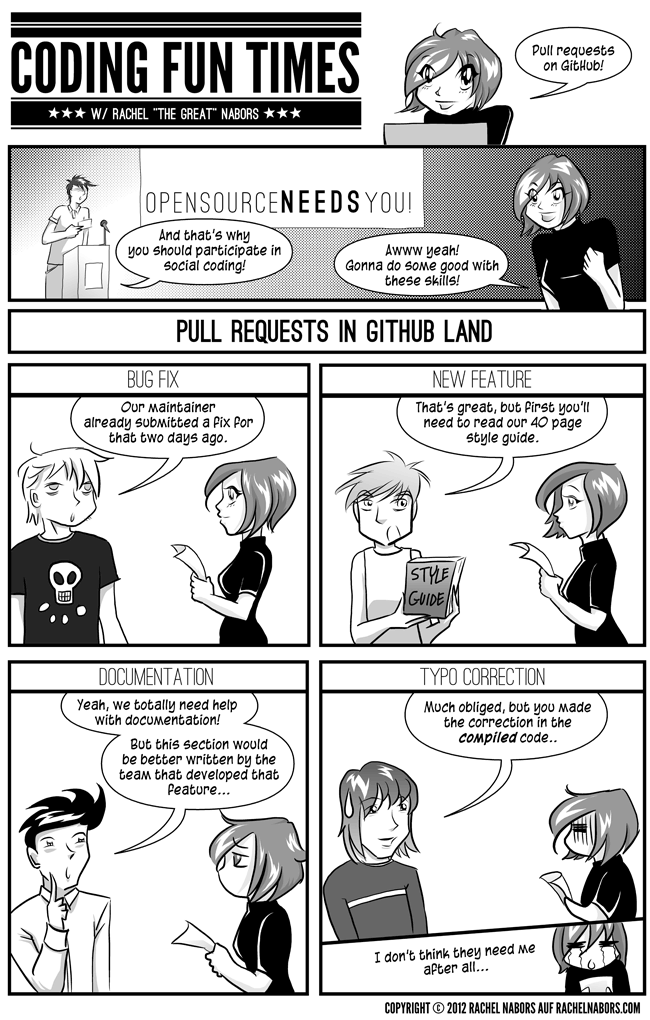 CODING FUN TIMES
★★★ W/ RACHEL "THE GREAT" NABORS ★★★
Pull requests
on GitHub!
OPENSOURCENEEDSYOU!
And that's why
you should participate in
social coding!
Awww yeah!
Gonna do some good with
these skills!
PULL REQUESTS IN GITHUB LAND
BUG FIX
Our maintainer
already submitted a fix for
that two days ago.
NEW FEATURE
That's great, but first you'll
need to read our 40 page
style guide.
STYLE
GUIDE
DOCUMENTATION
Yeah, we totally need help
with documentation!
But this section would
be better written by the
team that developed that
feature...
TYPO CORRECTION
Much obliged, but you made
the correction in the
compiled code..
I don't think they need me
after all...
COPYRIGHT © 2012 RACHEL NABORS AUF RACHELNABORS.COM